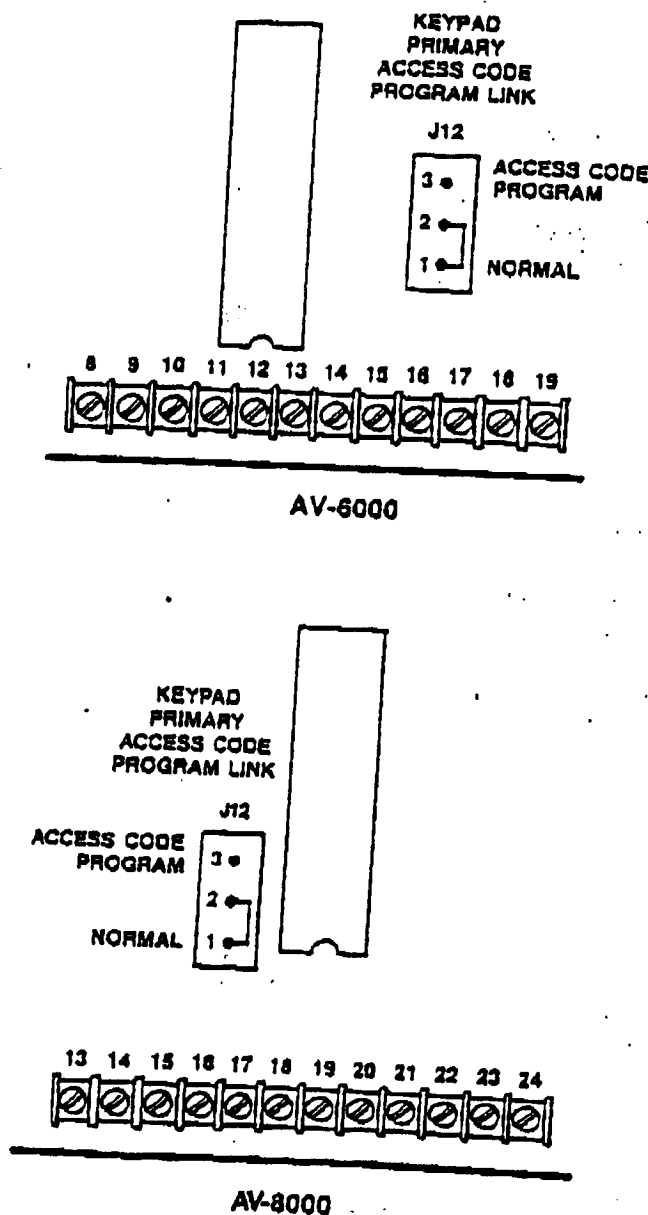 KEYPAD
PRIMARY
ACCESS CODE
PROGRAM LINK
J12
3 ACCESS CODE
PROGRAM
2
1 NORMAL
8 9 10 11 12 13 14 15 16 17 18 19
AV-6000
KEYPAD
PRIMARY
ACCESS CODE
PROGRAM LINK
J12
ACCESS CODE
PROGRAM 3
2
NORMAL 1
13 14 15 16 17 18 19 20 21 22 23 24
AV-8000